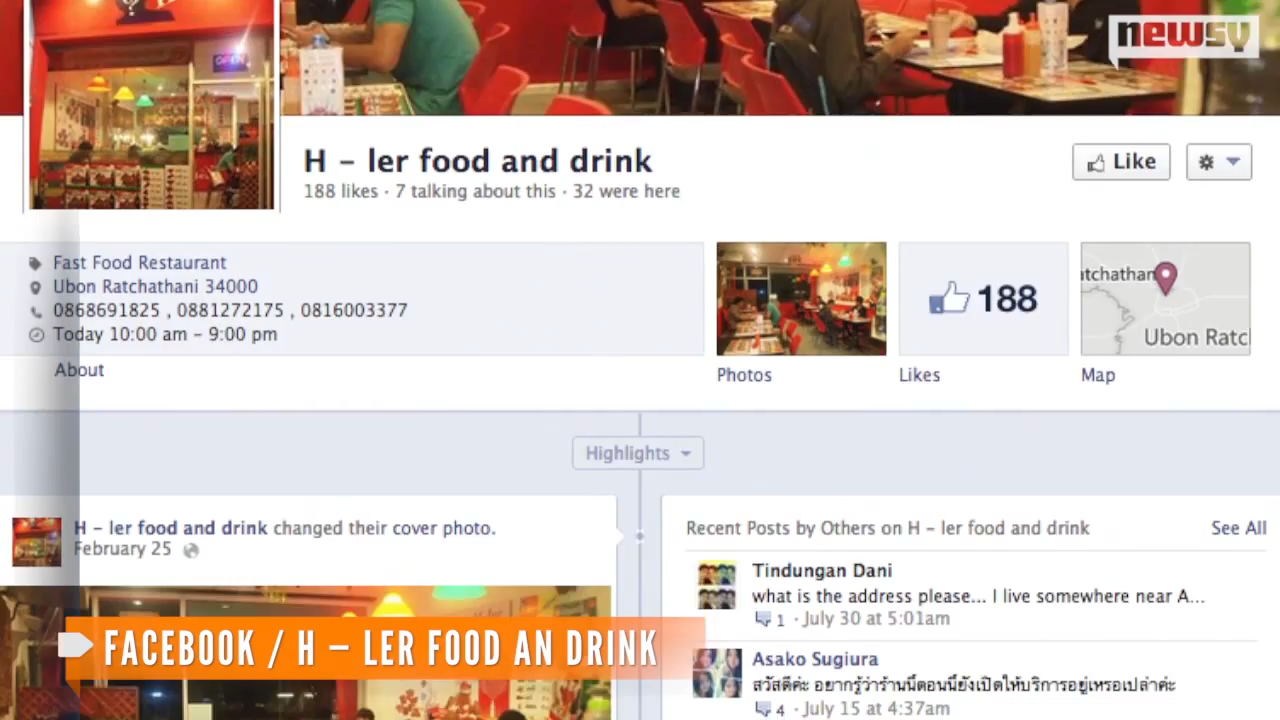 newsy
OPEN
H – ler food and drink
Like
188 likes · 7 talking about this · 32 were here
Fast Food Restaurant
Ubon Ratchathani 34000
0868691825 , 0881272175 , 0816003377
Today 10:00 am – 9:00 pm
About
188
atchathan
Ubon Ratc
Photos
Likes
Map
Highlights
H – ler food and drink changed their cover photo.
February 25
Recent Posts by Others on H – ler food and drink
See All
Tindungan Dani
what is the address please... I live somewhere near A...
1 · July 30 at 5:01am
Asako Sugiura
สวัสดีค่ะ อยากรู้ว่าร้านนี้ตอนนี้ยังเปิดให้บริการอยู่เหรอเปล่าค่ะ
4 · July 15 at 4:37am
FACEBOOK / H – LER FOOD AN DRINK